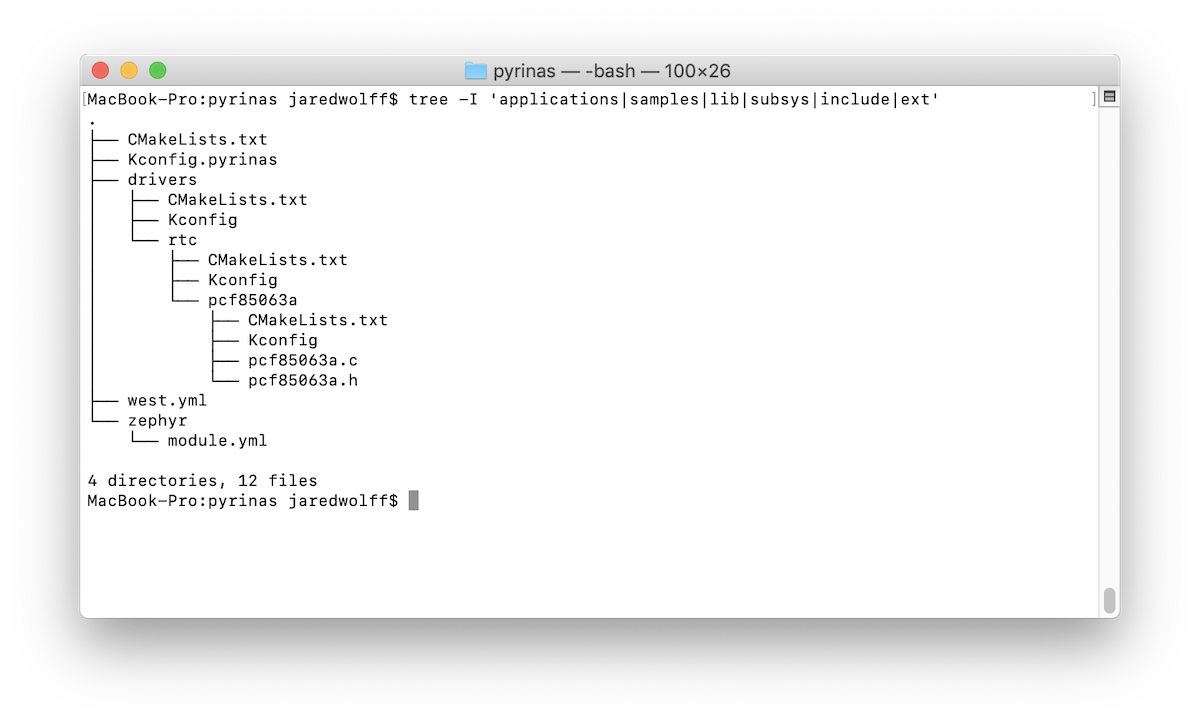 pyrinas — -bash — 100×26
[MacBook-Pro:pyrinas jaredwolff$ tree -I 'applications|samples|lib|subsys|include|ext' ]
.
├── CMakeLists.txt
├── Kconfig.pyrinas
├── drivers
│   ├── CMakeLists.txt
│   ├── Kconfig
│   └── rtc
│       ├── CMakeLists.txt
│       ├── Kconfig
│       └── pcf85063a
│           ├── CMakeLists.txt
│           ├── Kconfig
│           ├── pcf85063a.c
│           └── pcf85063a.h
├── west.yml
└── zephyr
    └── module.yml
4 directories, 12 files
MacBook-Pro:pyrinas jaredwolff$